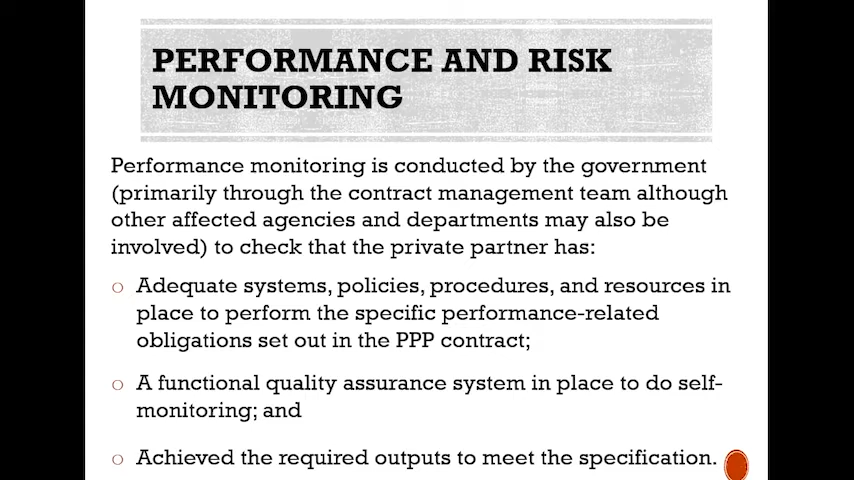 PERFORMANCE AND RISK
MONITORING
Performance monitoring is conducted by the government
(primarily through the contract management team although
other affected agencies and departments may also be
involved) to check that the private partner has:
o Adequate systems, policies, procedures, and resources in
place to perform the specific performance-related
obligations set out in the PPP contract;
o A functional quality assurance system in place to do self-
monitoring; and
o Achieved the required outputs to meet the specification.